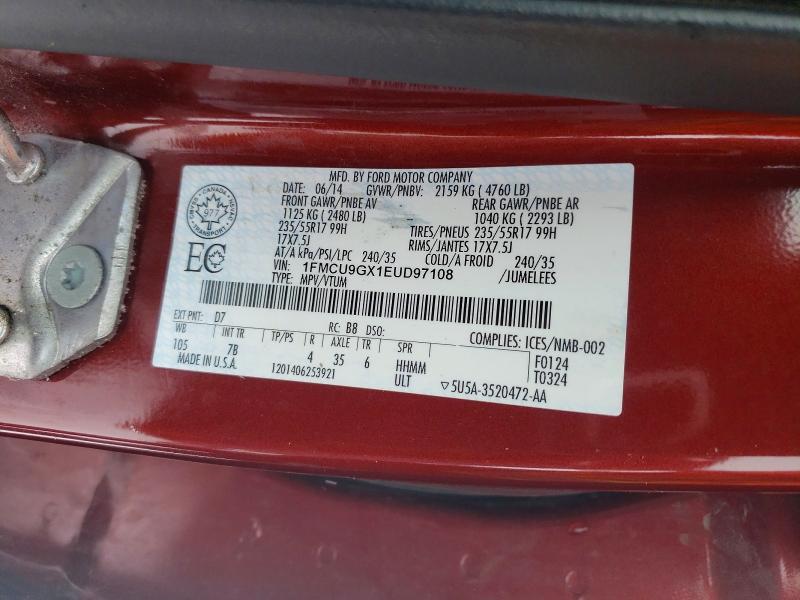 MFD. BY FORD MOTOR COMPANY
DATE: 06/14 GVWR/PNBV: 2159 KG ( 4760 LB)
FRONT GAWR/PNBE AV REAR GAWR/PNBE AR
1125 KG ( 2480 LB) 1040 KG ( 2293 LB)
235/55R17 99H TIRES/PNEUS 235/55R17 99H
17X7.5J RIMS/JANTES 17X7.5J
AT/A kPa/PSI/LPC 240/35 COLD/A FROID 240/35
VIN: 1FMCU9GX1EUD97108 /JUMELEES
TYPE: MPV/VTUM
CANADA
977
TRANSPORT
EC
EXT PNT: D7 RC: B8 DSO: COMPLIES: ICES/NMB-002
WB INT TR TP/PS R AXLE TR SPR F0124
105 7B 4 35 6 HHMM T0324
MADE IN U.S.A. 1201406253921 ULT ▽5U5A-3520472-AA